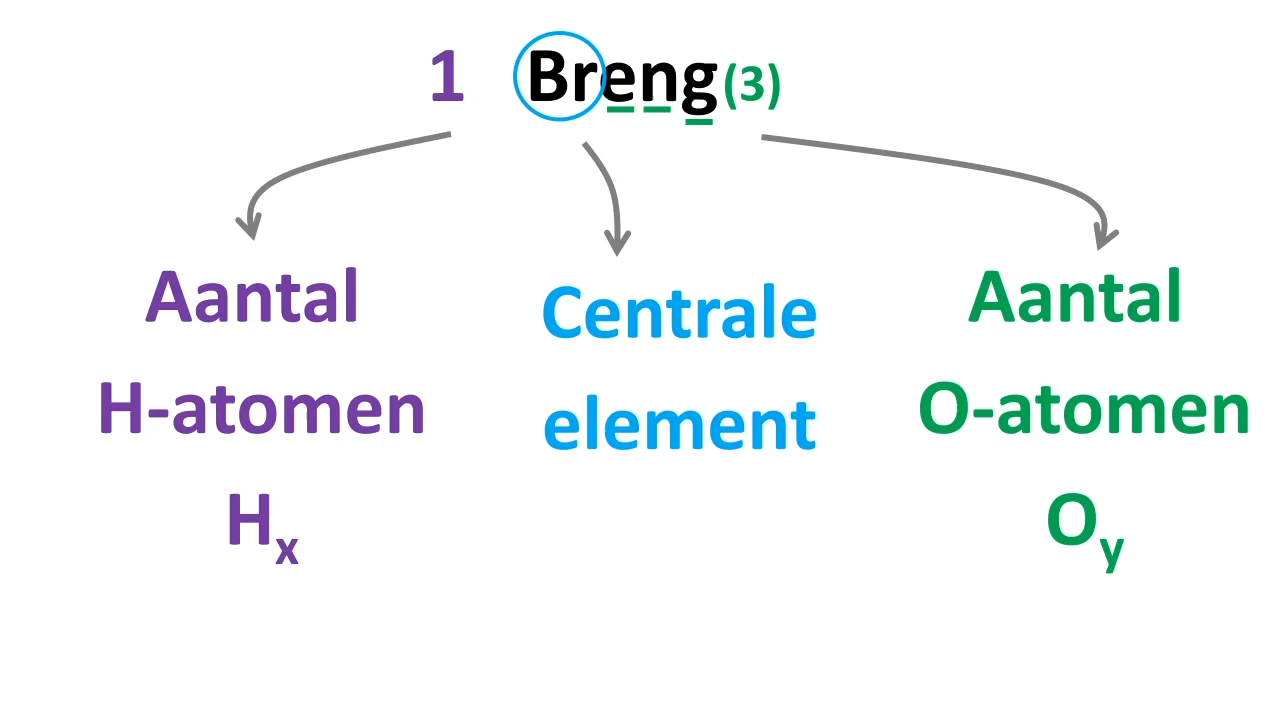 1 Breng (3)
Aantal
H-atomen
Hx
Centrale
element
Aantal
O-atomen
Oy